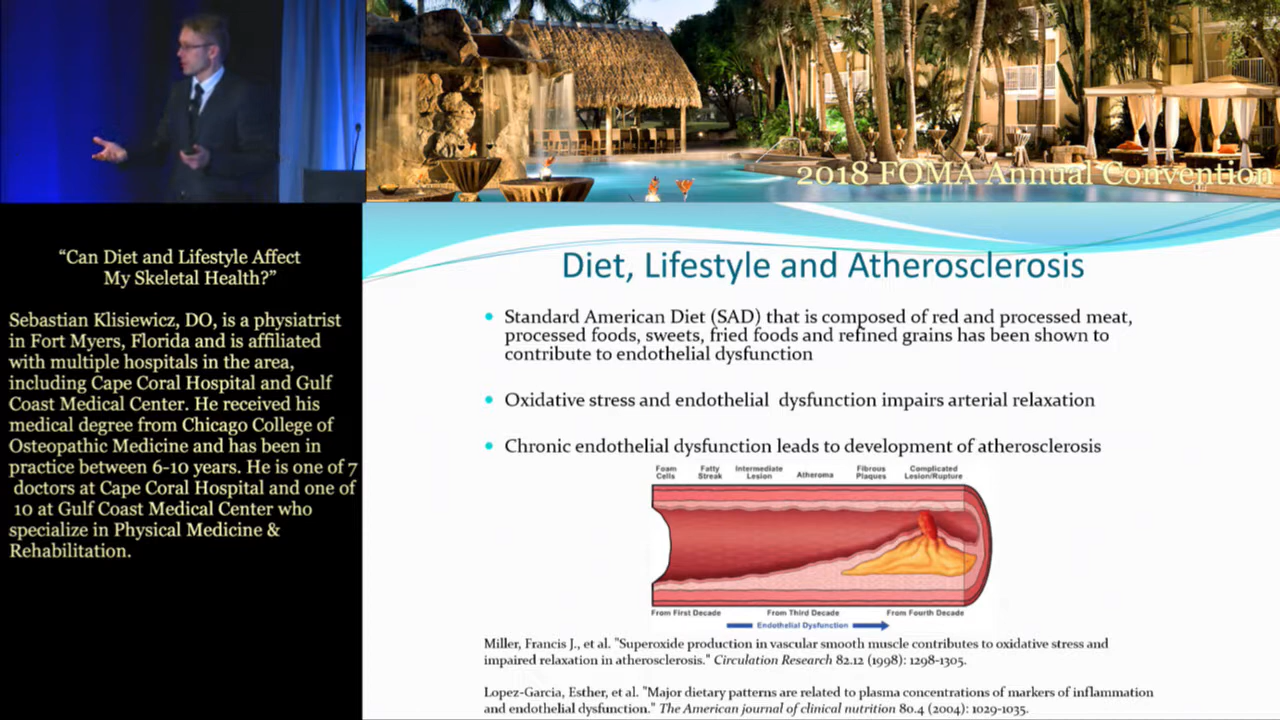 2018 FOMA Annual Convention
“Can Diet and Lifestyle Affect
My Skeletal Health?”
Sebastian Klisiewicz, DO, is a physiatrist
in Fort Myers, Florida and is affiliated
with multiple hospitals in the area,
including Cape Coral Hospital and Gulf
Coast Medical Center. He received his
medical degree from Chicago College of
Osteopathic Medicine and has been in
practice between 6-10 years. He is one of 7
doctors at Cape Coral Hospital and one of
10 at Gulf Coast Medical Center who
specialize in Physical Medicine &
Rehabilitation.
Diet, Lifestyle and Atherosclerosis
• Standard American Diet (SAD) that is composed of red and processed meat,
processed foods, sweets, fried foods and refined grains has been shown to
contribute to endothelial dysfunction
• Oxidative stress and endothelial dysfunction impairs arterial relaxation
• Chronic endothelial dysfunction leads to development of atherosclerosis
Foam Fatty Intermediate Atheroma Fibrous Complicated
Cells Streak Lesion Plaques Lesion/Rupture
From First Decade From Third Decade From Fourth Decade
Endothelial Dysfunction
Miller, Francis J., et al. "Superoxide production in vascular smooth muscle contributes to oxidative stress and
impaired relaxation in atherosclerosis." Circulation Research 82.12 (1998): 1298-1305.
Lopez-Garcia, Esther, et al. "Major dietary patterns are related to plasma concentrations of markers of inflammation
and endothelial dysfunction." The American journal of clinical nutrition 80.4 (2004): 1029-1035.